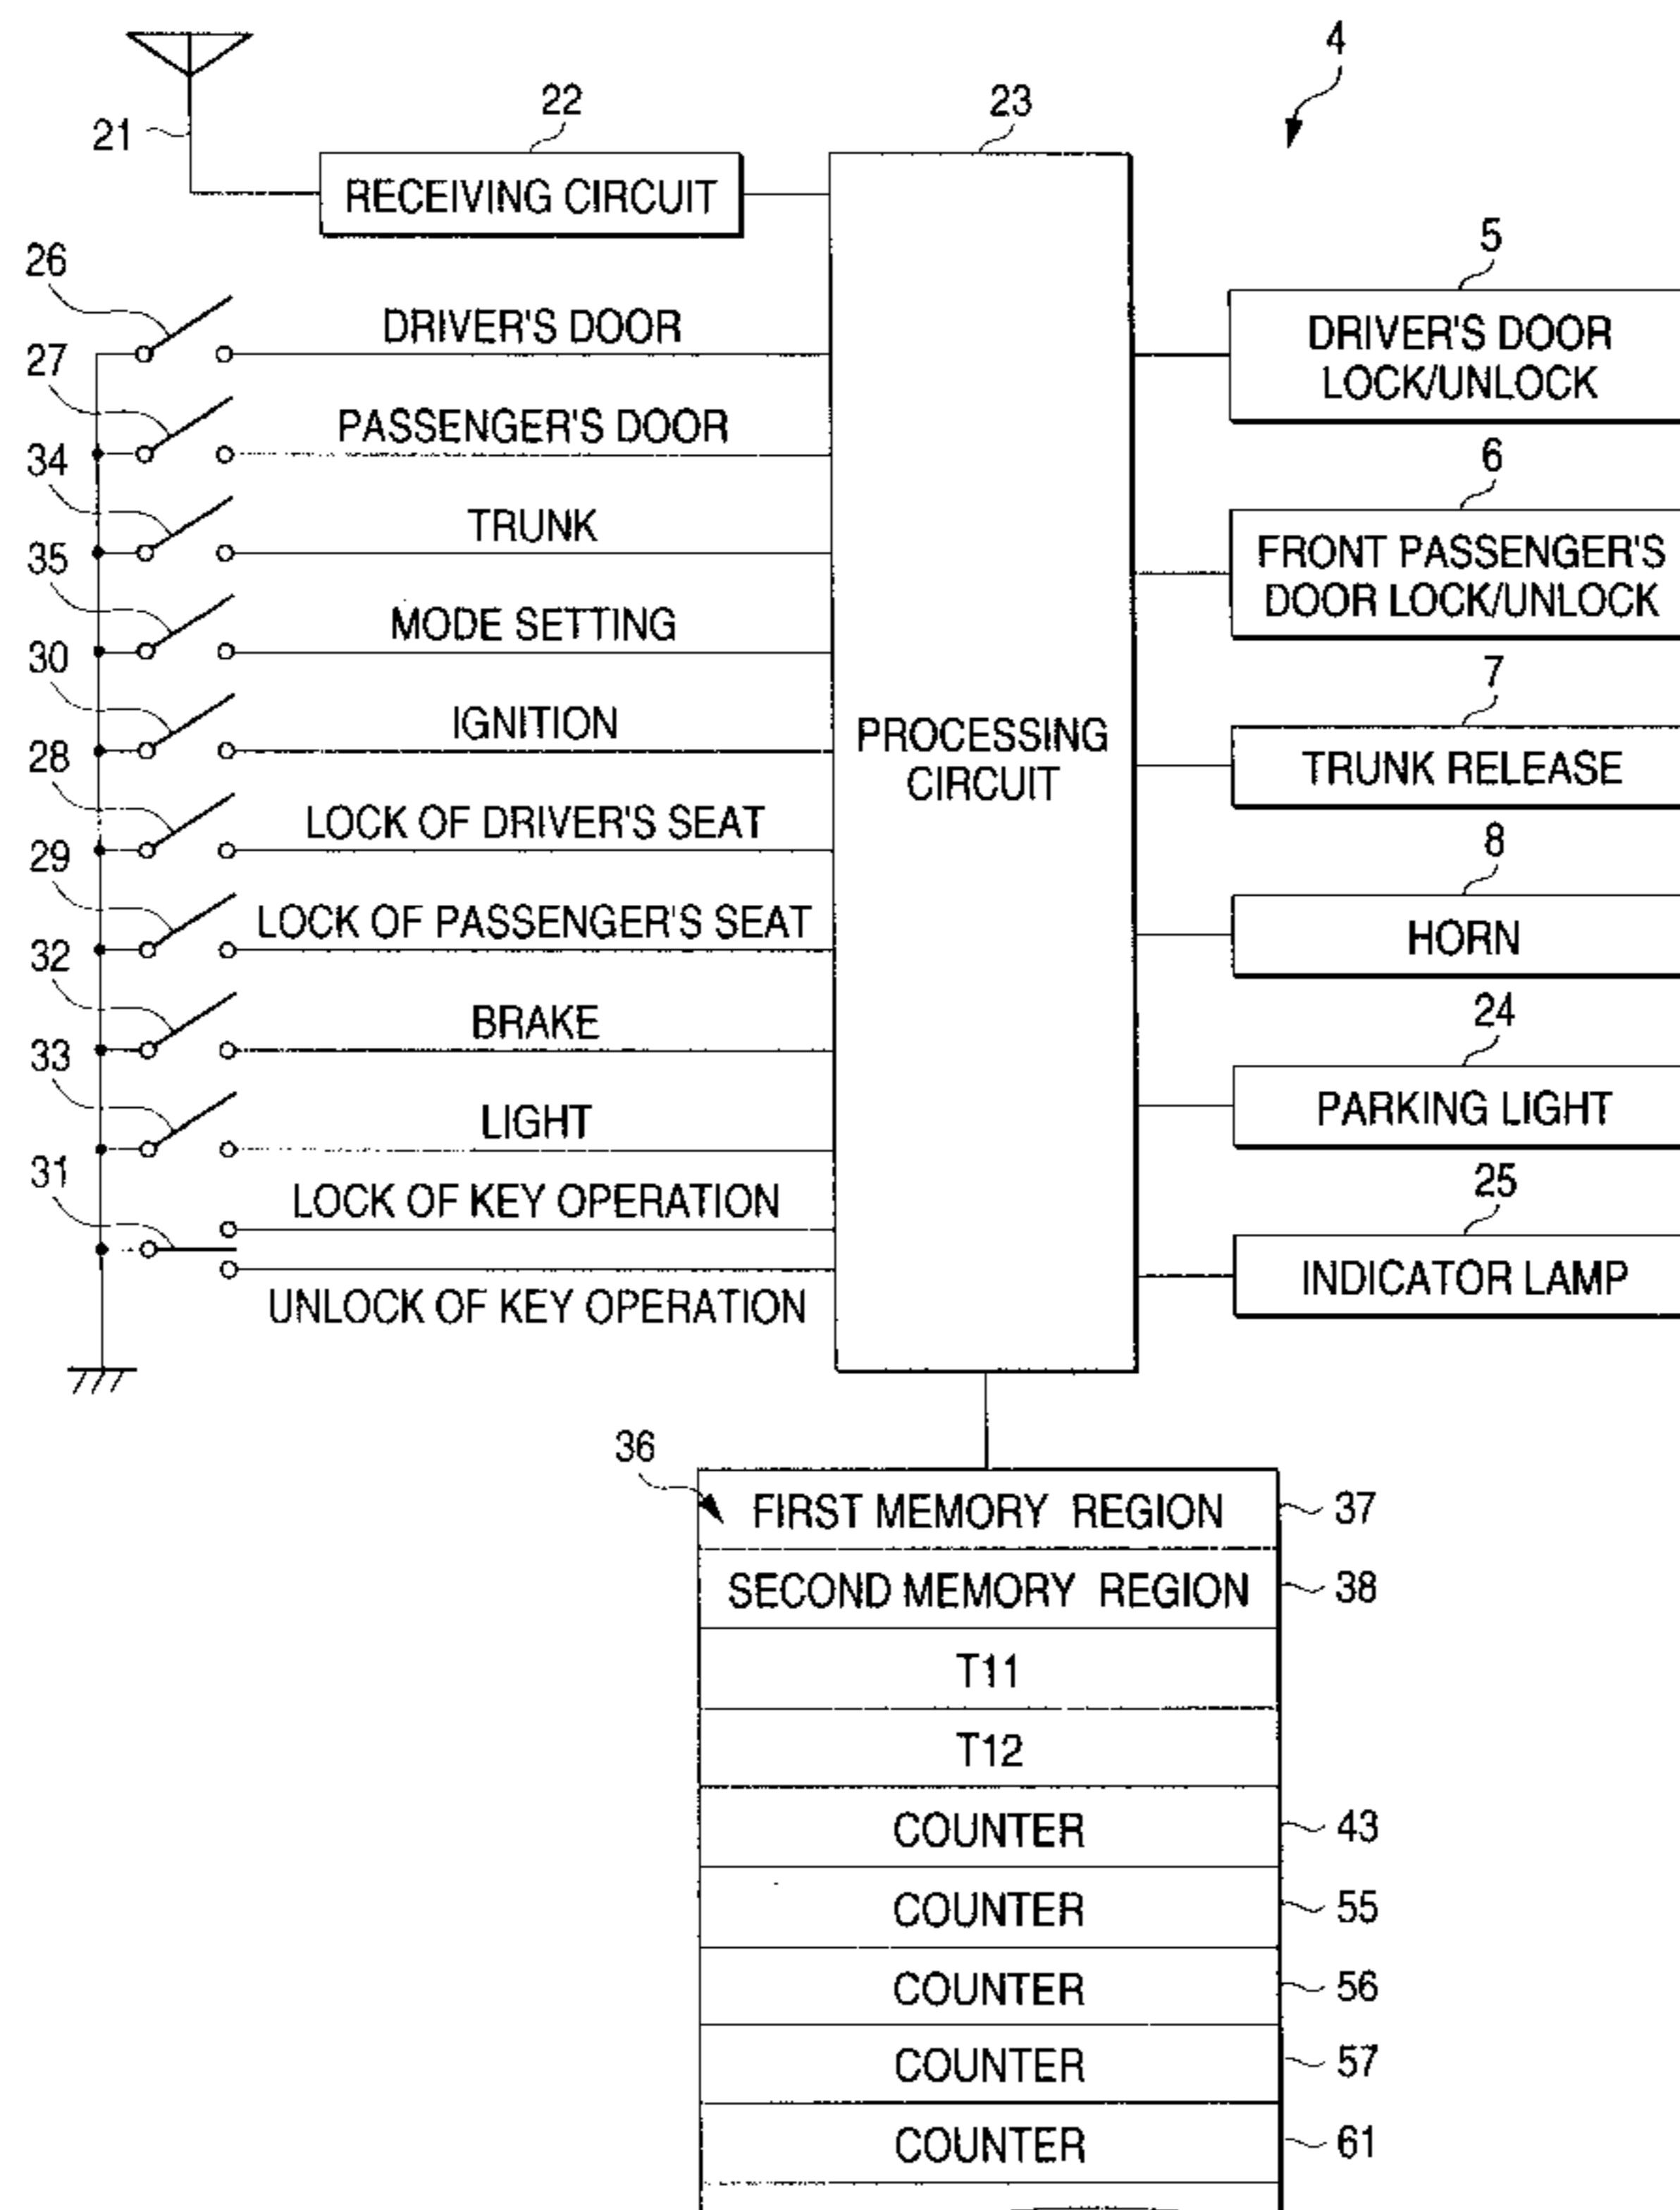 4
21
22
23
RECEIVING CIRCUIT
26
DRIVER'S DOOR
27
PASSENGER'S DOOR
34
TRUNK
35
MODE SETTING
30
IGNITION
28
LOCK OF DRIVER'S SEAT
29
LOCK OF PASSENGER'S SEAT
32
BRAKE
33
LIGHT
31
LOCK OF KEY OPERATION
UNLOCK OF KEY OPERATION
PROCESSING
CIRCUIT
5
DRIVER'S DOOR
LOCK/UNLOCK
6
FRONT PASSENGER'S
DOOR LOCK/UNLOCK
7
TRUNK RELEASE
8
HORN
24
PARKING LIGHT
25
INDICATOR LAMP
36
FIRST MEMORY REGION 37
SECOND MEMORY REGION 38
T11
T12
COUNTER 43
COUNTER 55
COUNTER 56
COUNTER 57
COUNTER 61